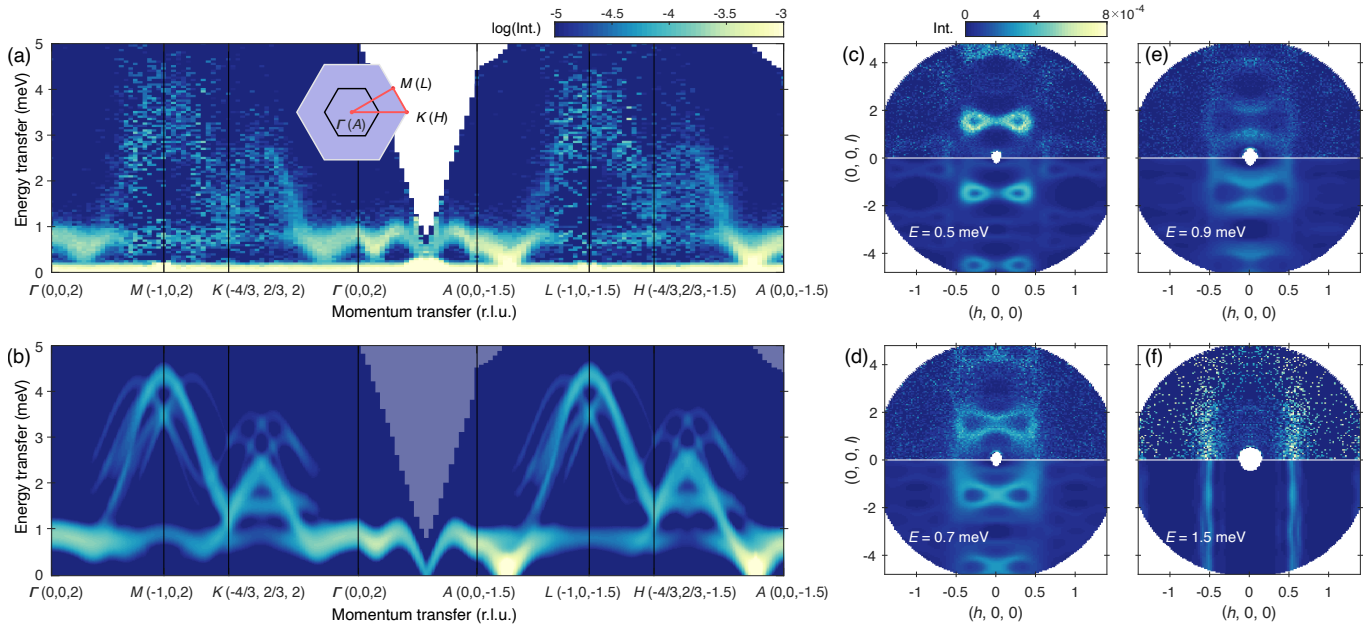 log(Int.)
-5 -4.5 -4 -3.5 -3
Int.
0 4 8×10⁻⁴
(a)
Energy transfer (meV)
5
4
3
2
1
0
M (L)
Γ (A)
K (H)
Γ (0,0,2) M (-1,0,2) K (-4/3, 2/3, 2) Γ (0,0,2) A (0,0,-1.5) L (-1,0,-1.5) H (-4/3,2/3,-1.5) A (0,0,-1.5)
Momentum transfer (r.l.u.)
(b)
Energy transfer (meV)
5
4
3
2
1
0
Γ (0,0,2) M (-1,0,2) K (-4/3, 2/3, 2) Γ (0,0,2) A (0,0,-1.5) L (-1,0,-1.5) H (-4/3,2/3,-1.5) A (0,0,-1.5)
Momentum transfer (r.l.u.)
(c)
(0, 0, l)
4
2
0
-2
-4
E = 0.5 meV
-1 -0.5 0 0.5 1
(h, 0, 0)
(e)
E = 0.9 meV
-1 -0.5 0 0.5 1
(h, 0, 0)
(d)
(0, 0, l)
4
2
0
-2
-4
E = 0.7 meV
-1 -0.5 0 0.5 1
(h, 0, 0)
(f)
E = 1.5 meV
-1 -0.5 0 0.5 1
(h, 0, 0)